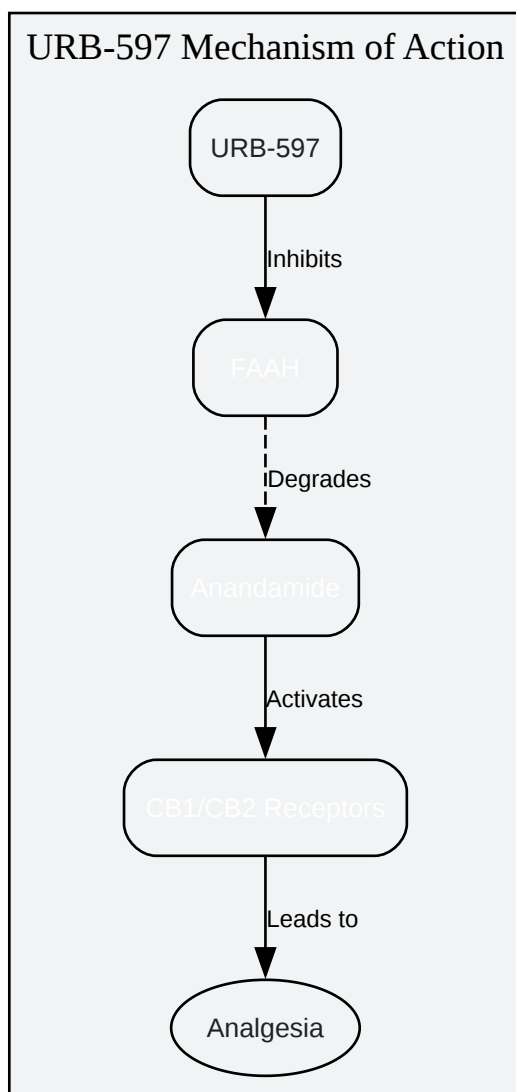 URB-597 Mechanism of Action
URB-597
Inhibits
FAAH
Degrades
Anandamide
Activates
CB1/CB2 Receptors
Leads to
Analgesia